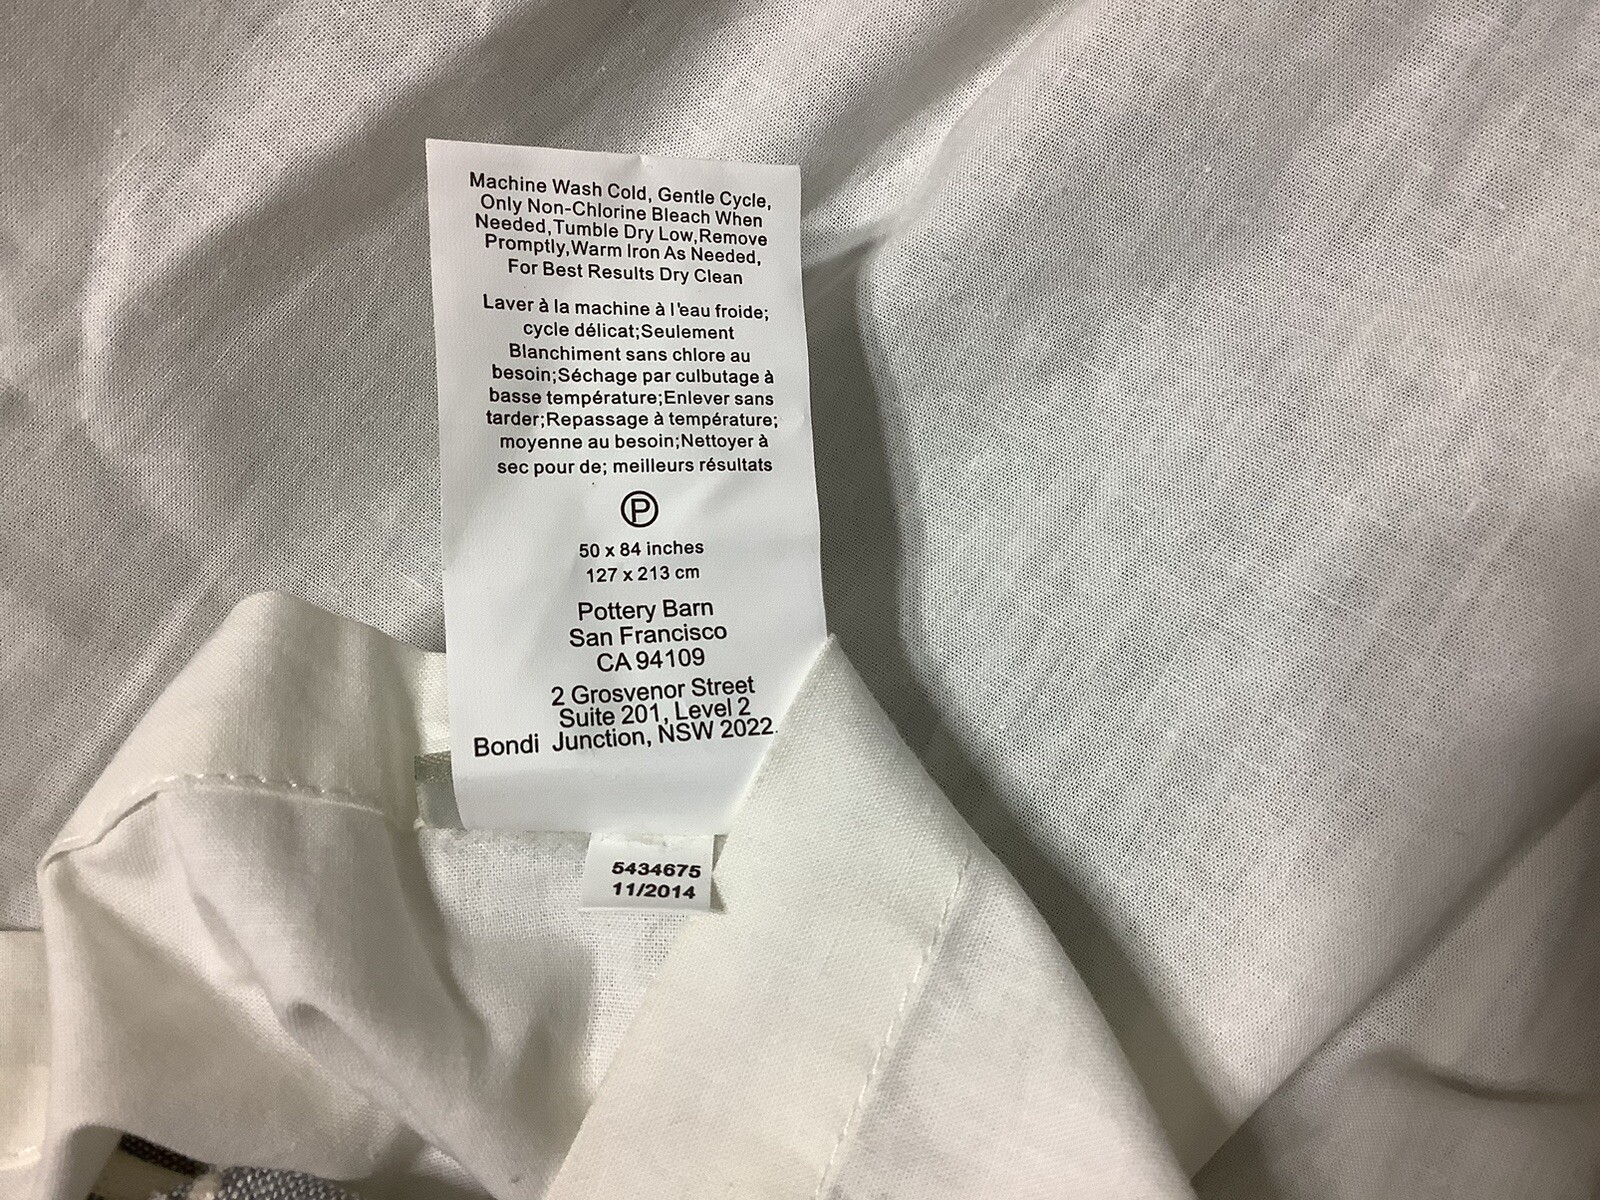 Machine Wash Cold, Gentle Cycle,
Only Non-Chlorine Bleach When
Needed,Tumble Dry Low,Remove
Promptly,Warm Iron As Needed,
For Best Results Dry Clean
Laver à la machine à l'eau froide;
cycle délicat;Seulement
Blanchiment sans chlore au
besoin;Séchage par culbutage à
basse température;Enlever sans
tarder;Repassage à température;
moyenne au besoin;Nettoyer à
sec pour de; meilleurs résultats
P
50 x 84 inches
127 x 213 cm
Pottery Barn
San Francisco
CA 94109
2 Grosvenor Street
Suite 201, Level 2
Bondi Junction, NSW 2022.
5434675
11/2014